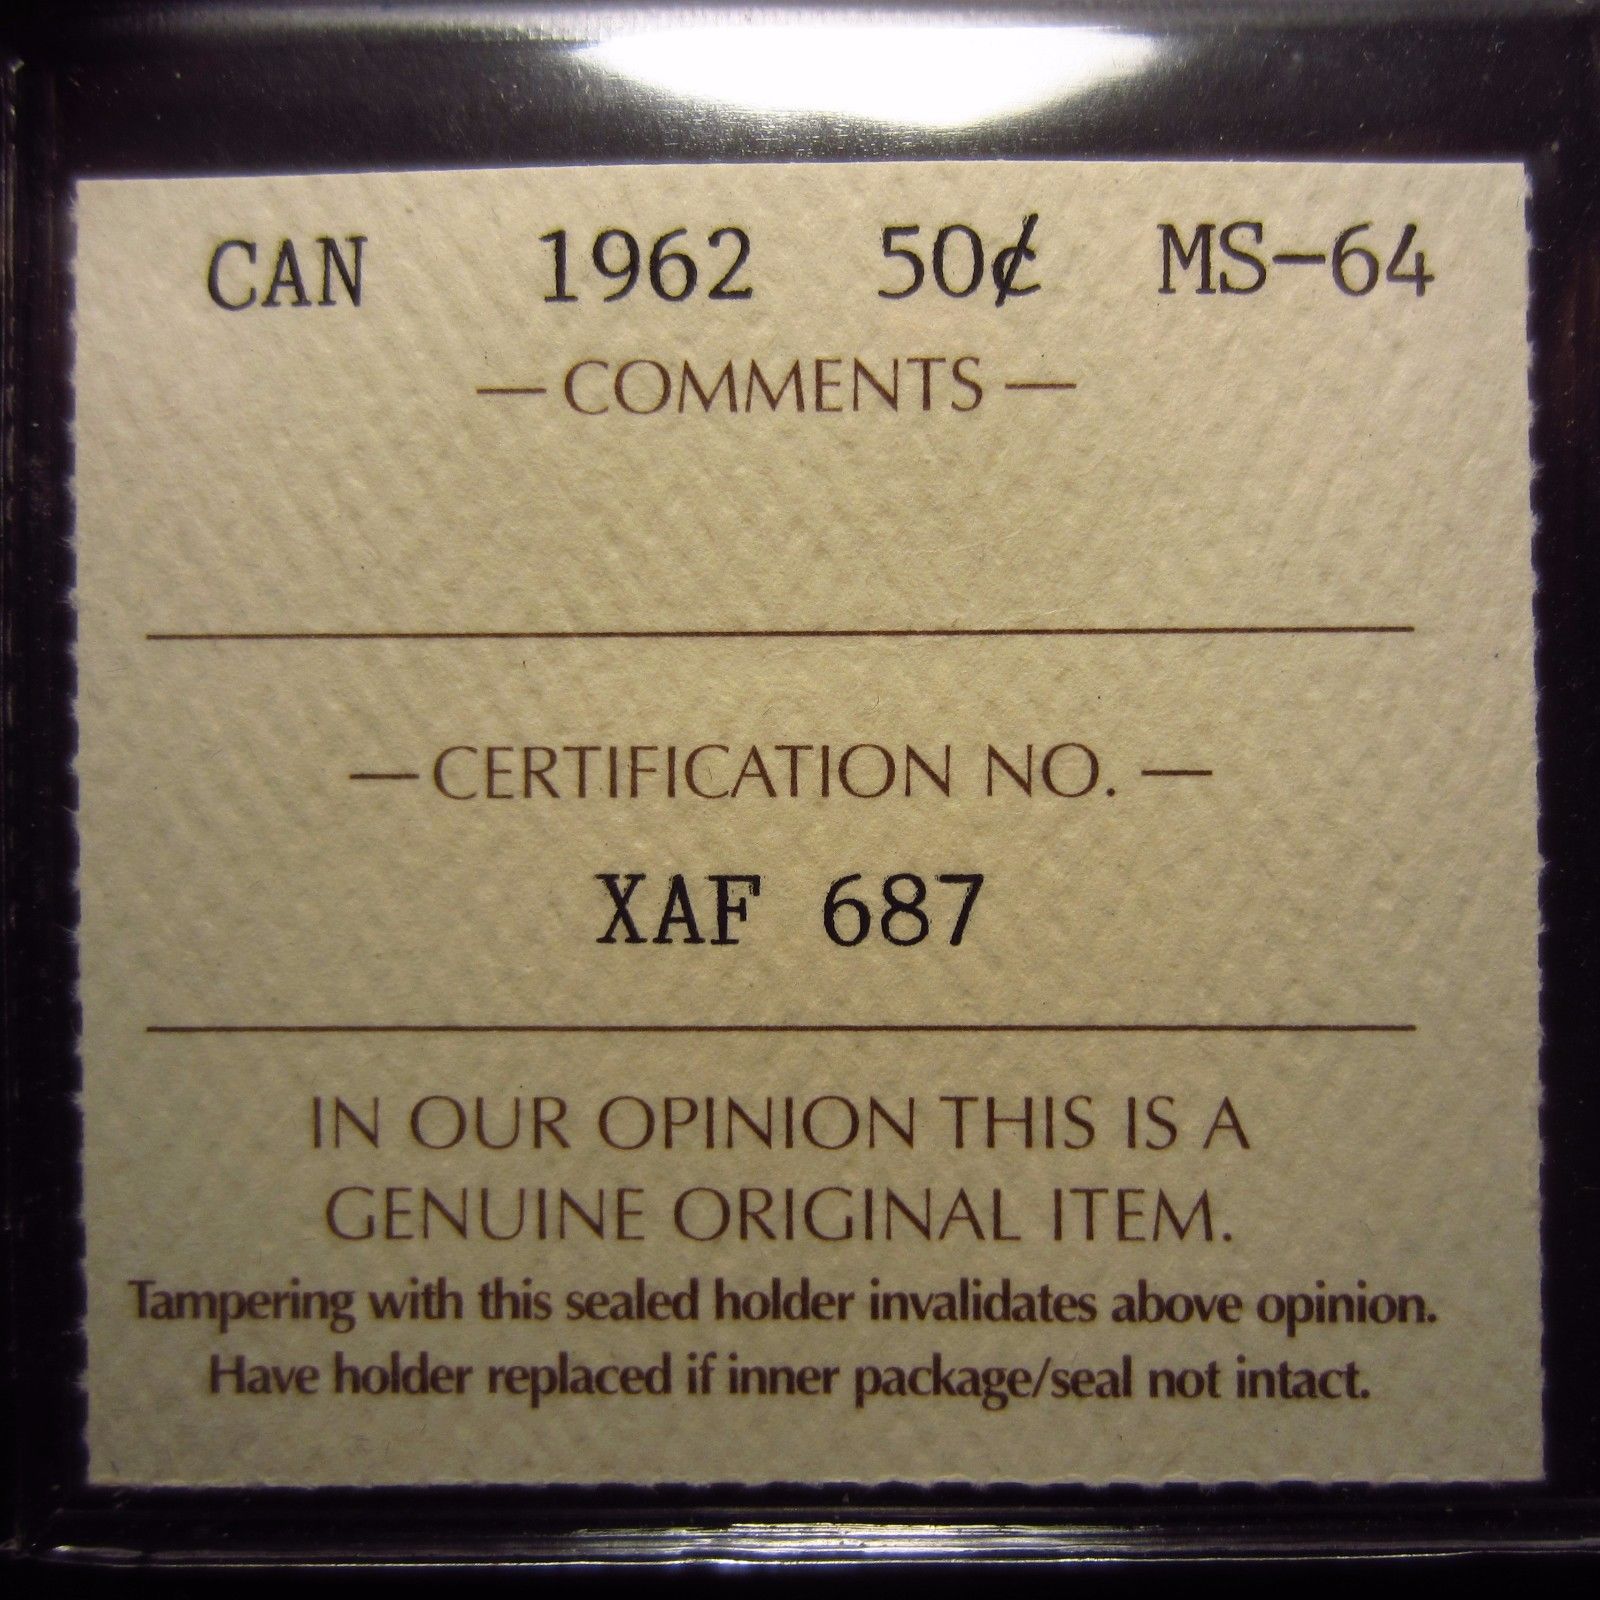 CAN 1962 50¢ MS-64
— COMMENTS —
— CERTIFICATION NO. —
XAF 687
IN OUR OPINION THIS IS A
GENUINE ORIGINAL ITEM.
Tampering with this sealed holder invalidates above opinion.
Have holder replaced if inner package/seal not intact.